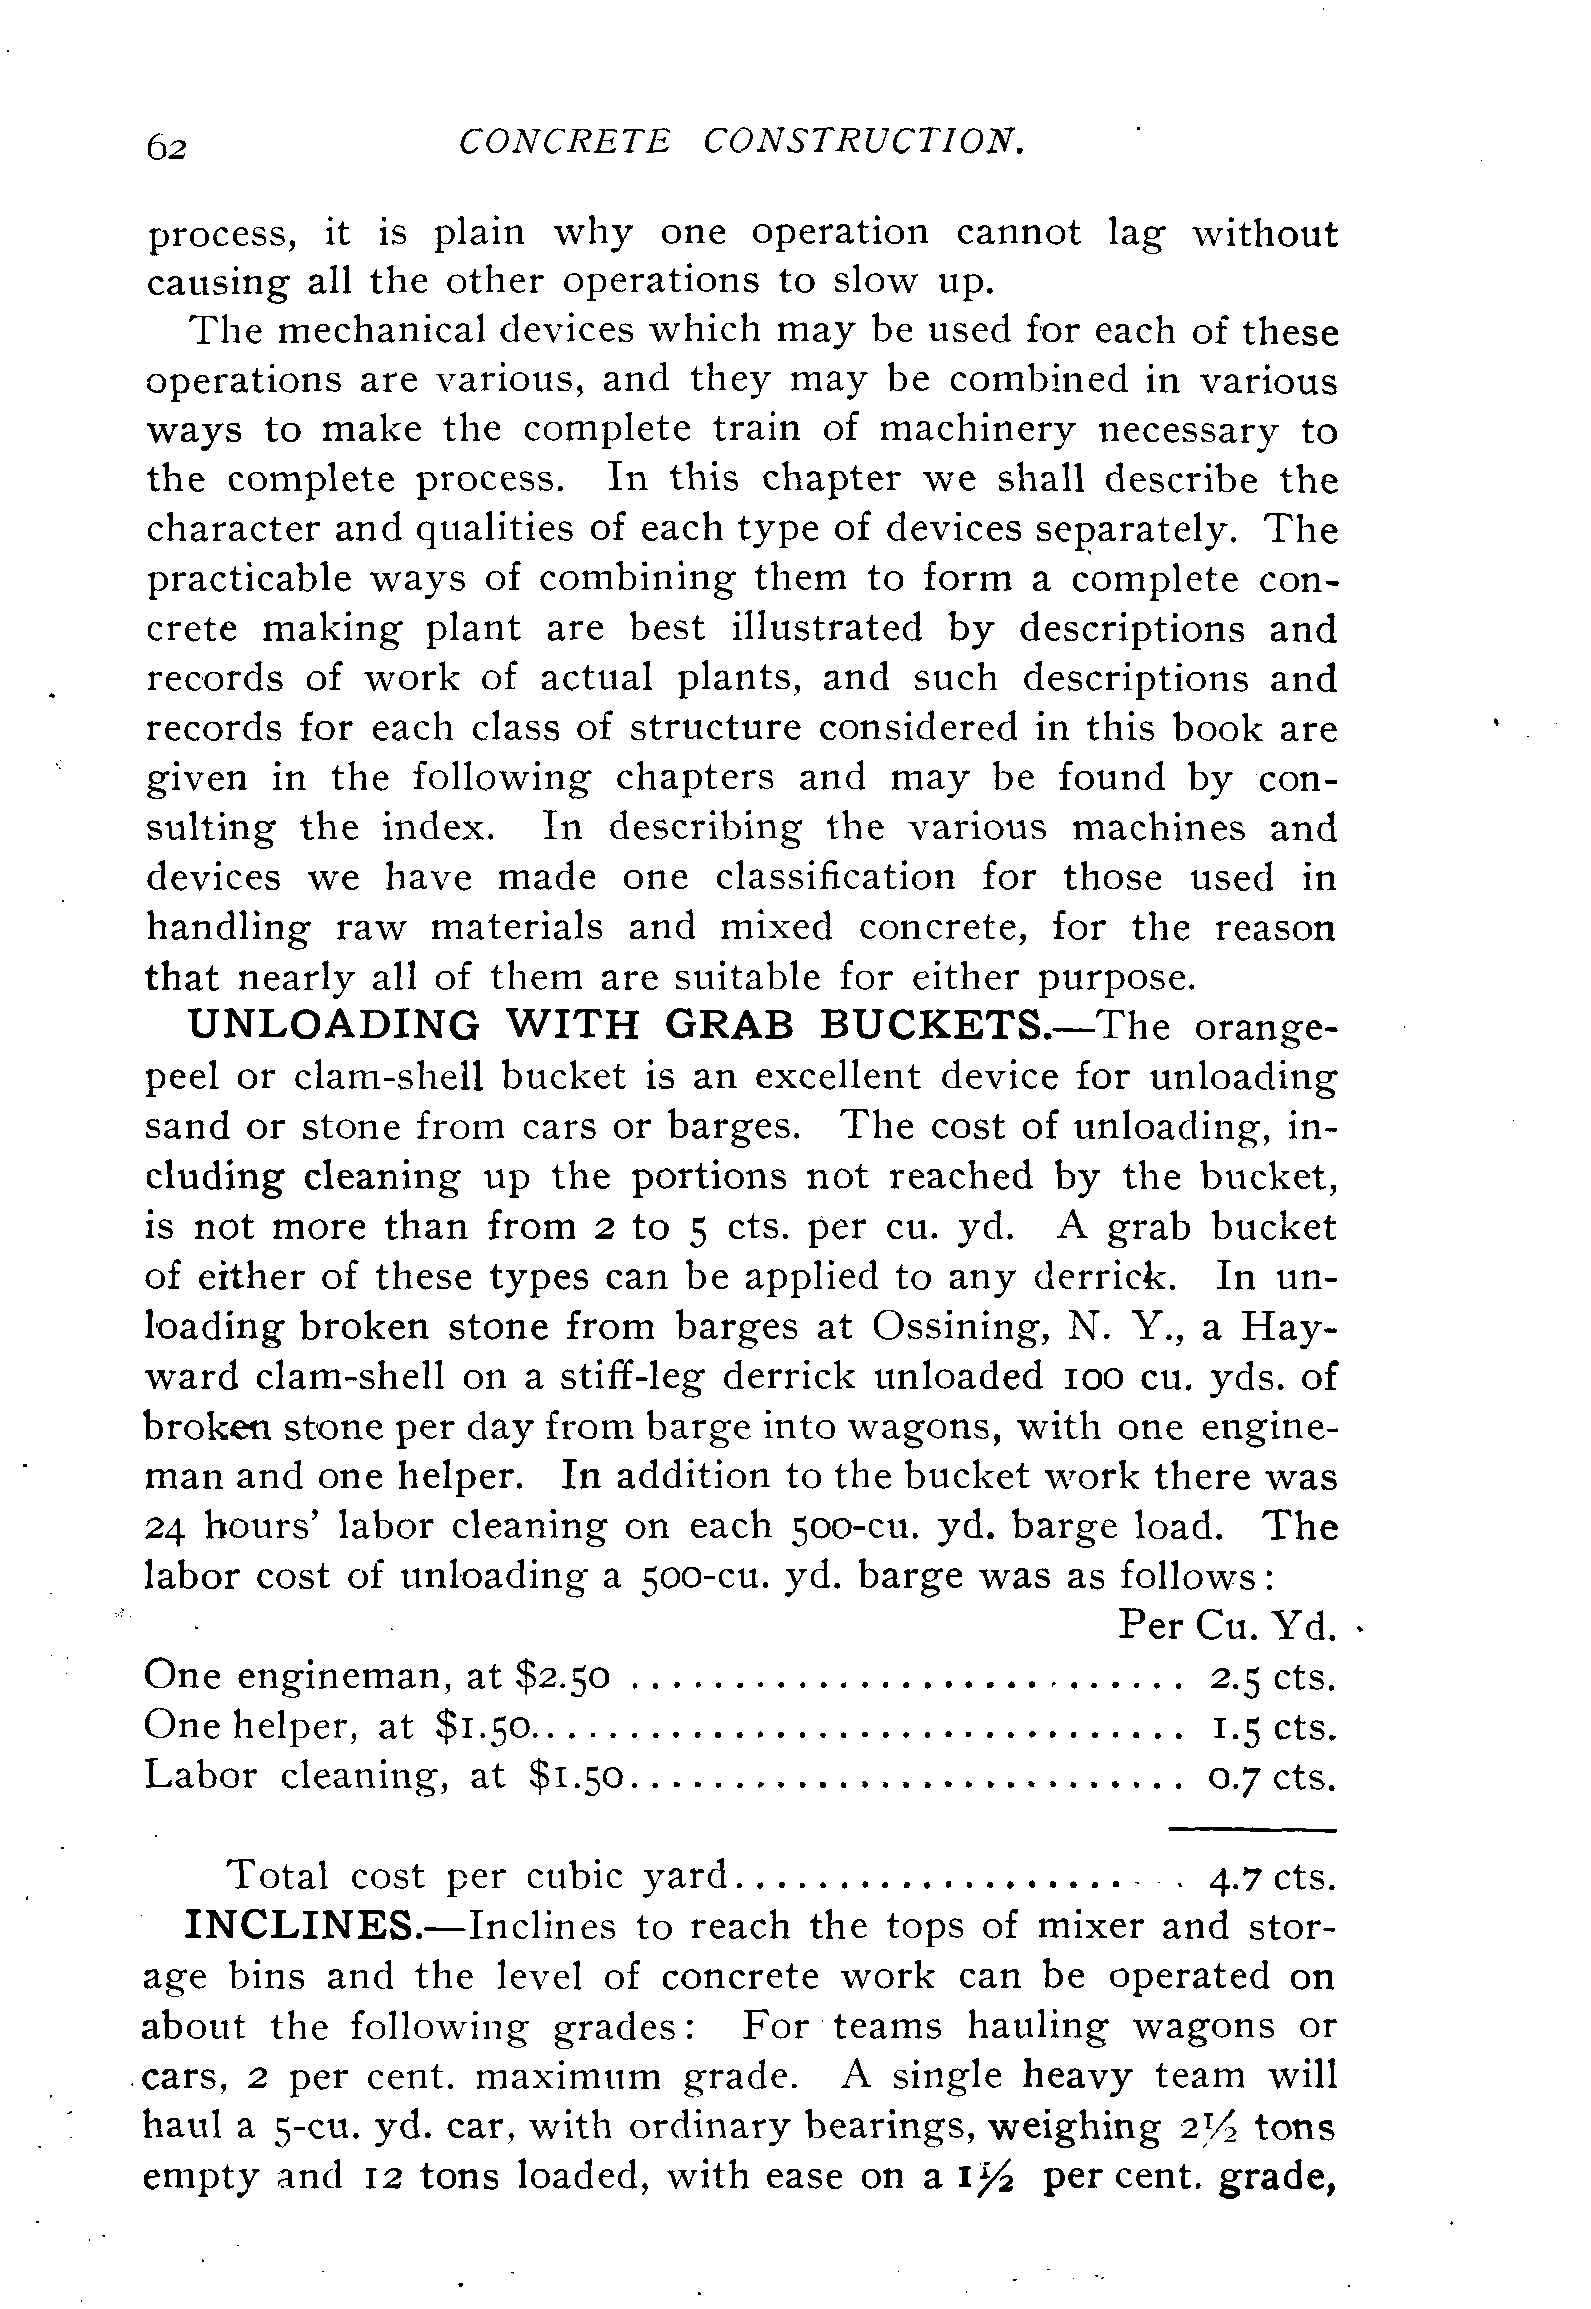 62 CONCRETE CONSTRUCTION.
process, it is plain why one operation cannot lag without
causing all the other operations to slow up.
The mechanical devices which may be used for each of these
operations are various, and they may be combined in various
ways to make the complete train of machinery necessary to
the complete process. In this chapter we shall describe the
character and qualities of each type of devices separately. The
practicable ways of combining them to form a complete con-
crete making plant are best illustrated by descriptions and
records of work of actual plants, and such descriptions and
records for each class of structure considered in this book are
given in the following chapters and may be found by con-
sulting the index. In describing the various machines and
devices we have made one classification for those used in
handling raw materials and mixed concrete, for the reason
that nearly all of them are suitable for either purpose.
UNLOADING WITH GRAB BUCKETS.—The orange-
peel or clam-shell bucket is an excellent device for unloading
sand or stone from cars or barges. The cost of unloading, in-
cluding cleaning up the portions not reached by the bucket,
is not more than from 2 to 5 cts. per cu. yd. A grab bucket
of either of these types can be applied to any derrick. In un-
loading broken stone from barges at Ossining, N. Y., a Hay-
ward clam-shell on a stiff-leg derrick unloaded 100 cu. yds. of
broken stone per day from barge into wagons, with one engine-
man and one helper. In addition to the bucket work there was
24 hours' labor cleaning on each 500-cu. yd. barge load. The
labor cost of unloading a 500-cu. yd. barge was as follows:
Per Cu. Yd.
One engineman, at $2.50 ........................... 2.5 cts.
One helper, at $1.50................................ 1.5 cts.
Labor cleaning, at $1.50........................... 0.7 cts.
Total cost per cubic yard...................... 4.7 cts.
INCLINES.—Inclines to reach the tops of mixer and stor-
age bins and the level of concrete work can be operated on
about the following grades: For teams hauling wagons or
cars, 2 per cent. maximum grade. A single heavy team will
haul a 5-cu. yd. car, with ordinary bearings, weighing 2½ tons
empty and 12 tons loaded, with ease on a 1½ per cent. grade,